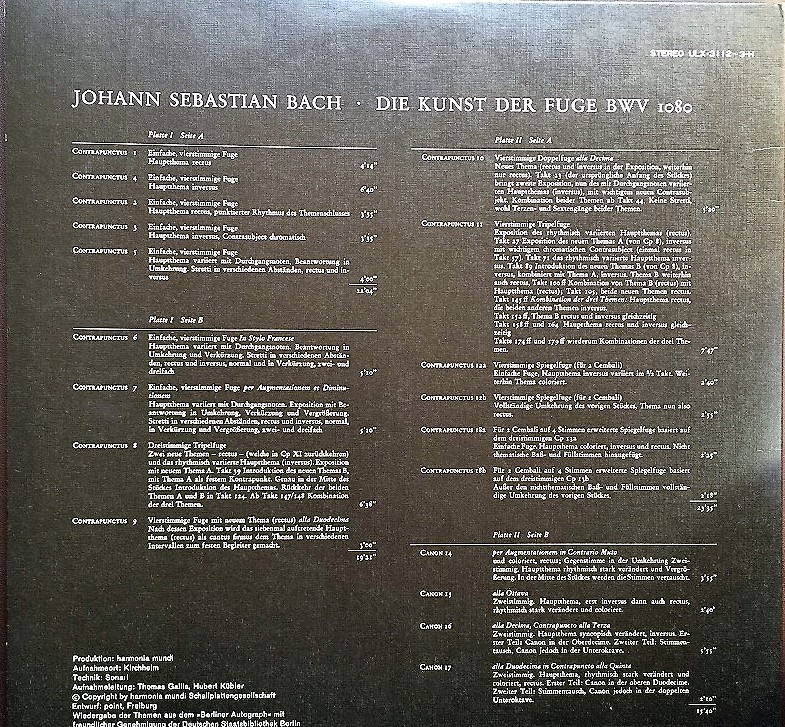 STEREO ULX-3112-3-H
JOHANN SEBASTIAN BACH · DIE KUNST DER FUGE BWV 1080
Platte I Seite A
CONTRAPUNCTUS 1 Einfache, vierstimmige Fuge
Hauptthema rectus 4'14"
CONTRAPUNCTUS 4 Einfache, vierstimmige Fuge
Hauptthema inversus 6'40"
CONTRAPUNCTUS 2 Einfache, vierstimmige Fuge
Hauptthema rectus, punktierter Rhythmus des Themenschlusses 3'35"
CONTRAPUNCTUS 3 Einfache, vierstimmige Fuge
Hauptthema inversus, Contrasubject chromatisch 3'35"
CONTRAPUNCTUS 5 Einfache, vierstimmige Fuge
Hauptthema variiert mit Durchgangsnoten. Beantwortung in
Umkehrung. Stretti in verschiedenen Abständen, rectus und in-
versus 4'00"
22'04"
Platte I Seite B
CONTRAPUNCTUS 6 Einfache, vierstimmige Fuge In Stylo Francese
Hauptthema variiert mit Durchgangsnoten. Beantwortung in
Umkehrung und Verkürzung. Stretti in verschiedenen Abstän-
den, rectus und inversus, normal und in Verkürzung, zwei- und
dreifach 5'10"
CONTRAPUNCTUS 7 Einfache, vierstimmige Fuge per Augmentationem et Diminu-
tionem
Hauptthema variiert mit Durchgangsnoten. Exposition mit Be-
antwortung in Umkehrung, Verkürzung und Vergrößerung.
Stretti in verschiedenen Abständen, rectus und inversus, normal,
in Verkürzung und Vergrößerung, zwei- und dreifach 5'10"
CONTRAPUNCTUS 8 Dreistimmige Tripelfuge
Zwei neue Themen – rectus – (welche in Cp XI zurückkehren)
und das rhythmisch variierte Hauptthema (inversus). Exposition
mit neuem Thema A. Takt 39 Introduktion des neuen Themas B,
mit Thema A als festem Kontrapunkt. Genau in der Mitte des
Stückes Introduktion des Hauptthemas. Rückkehr der beiden
Themen A und B in Takt 124. Ab Takt 147/148 Kombination
der drei Themen. 6'38"
CONTRAPUNCTUS 9 Vierstimmige Fuge mit neuem Thema (rectus) alla Duodecima
Nach dessen Exposition wird das siebenmal auftretende Haupt-
thema (rectus) als cantus firmus dem Thema in verschiedenen
Intervallen zum festen Begleiter gemacht. 3'00"
19'21"
Produktion: harmonia mundi
Aufnahmeort: Kirchheim
Technik: Sonart
Aufnahmeleitung: Thomas Gallia, Hubert Kübler
© Copyright by harmonia mundi Schallplattengesellschaft
Entwurf: point, Freiburg
Wiedergabe der Themen aus dem »Berliner Autograph« mit
freundlicher Genehmigung der Deutschen Staatsbibliothek Berlin
Platte II Seite A
CONTRAPUNCTUS 10 Vierstimmige Doppelfuge alla Decima
Neues Thema (rectus und inversus in der Exposition, weiterhin
nur rectus). Takt 23 (der ursprüngliche Anfang des Stückes)
bringt zweite Exposition, nun des mit Durchgangsnoten variier-
ten Hauptthemas (inversus), mit wichtigem neuem Contrasub-
jekt. Kombination beider Themen ab Takt 44. Keine Stretti,
wohl Terzen- und Sextengänge beider Themen. 5'20"
CONTRAPUNCTUS 11 Vierstimmige Tripelfuge
Exposition des rhythmisch variierten Hauptthemas (rectus).
Takt 27 Exposition des neuen Themas A (von Cp 8), inversus
mit wichtigem chromatischen Contrasubject (einmal rectus in
Takt 57). Takt 71 das rhythmisch variierte Hauptthema inver-
sus. Takt 89 Introduktion des neuen Themas B (von Cp 8), in-
versus, kombiniert mit Thema A, inversus. Thema B weiterhin
auch rectus, Takt 100 ff Kombination von Thema B (rectus) mit
Hauptthema (rectus); Takt 105, beide neuen Themen rectus.
Takt 145 ff Kombination der drei Themen: Hauptthema rectus,
die beiden anderen Themen inversus.
Takt 152 ff, Thema B rectus und inversus gleichzeitig
Takt 158 ff und 164 Hauptthema rectus und inversus gleich-
zeitig
Takte 174 ff und 179 ff wiederum Kombinationen der drei The-
men. 7'47"
CONTRAPUNCTUS 12a Vierstimmige Spiegelfuge (für 2 Cembali)
Einfache Fuge, Hauptthema inversus variiert im 3/2 Takt. Wei-
terhin Thema coloriert. 2'40"
CONTRAPUNCTUS 12b Vierstimmige Spiegelfuge (für 2 Cembali)
Vollständige Umkehrung des vorigen Stückes, Thema nun also
rectus. 2'35"
CONTRAPUNCTUS 18a Für 2 Cembali auf 4 Stimmen erweiterte Spiegelfuge basiert auf
dem dreistimmigen Cp 13a
Einfache Fuge. Hauptthema coloriert, inversus und rectus. Nicht
thematische Baß- und Füllstimmen hinzugefügt. 2'25"
CONTRAPUNCTUS 18b Für 2 Cembali, auf 4 Stimmen erweiterte Spiegelfuge basiert
auf dem dreistimmigen Cp 13b
Außer den nichtthematischen Baß- und Füllstimmen vollstän-
dige Umkehrung des vorigen Stückes. 2'18"
23'35"
Platte II Seite B
CANON 14 per Augmentationem in Contrario Motu
und coloriert, rectus; Gegenstimme in der Umkehrung Zwei-
stimmig. Hauptthema rhythmisch stark verändert und Vergrö-
ßerung. In der Mitte des Stückes werden die Stimmen vertauscht. 3'55"
CANON 15 alla Ottava
Zweistimmig. Hauptthema, erst inversus dann auch rectus,
rhythmisch stark verändert und coloriert. 2'40"
CANON 16 alla Decima, Contrapuncto alla Terza
Zweistimmig. Hauptthema syncopisch verändert, inversus. Er-
ster Teil: Canon in der Oberdecime. Zweiter Teil: Stimmen-
tausch, Canon jedoch in der Unteroktave. 5'55"
CANON 17 alla Duodecima in Contrapuncto alla Quinta
Zweistimmig. Hauptthema, rhythmisch stark verändert und
coloriert, rectus. Erster Teil: Canon in der oberen Duodecime.
Zweiter Teil: Stimmentausch, Canon jedoch in der doppelten
Unteroktave. 2'20"
15'40"